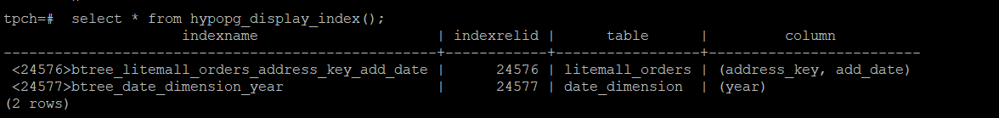 tpch=#  select * from hypopg_display_index();
                     indexname                     | indexrelid |      table      |         column
---------------------------------------------------+------------+-----------------+-------------------------
 <24576>btree_litemall_orders_address_key_add_date |      24576 | litemall_orders | (address_key, add_date)
 <24577>btree_date_dimension_year                  |      24577 | date_dimension  | (year)
(2 rows)